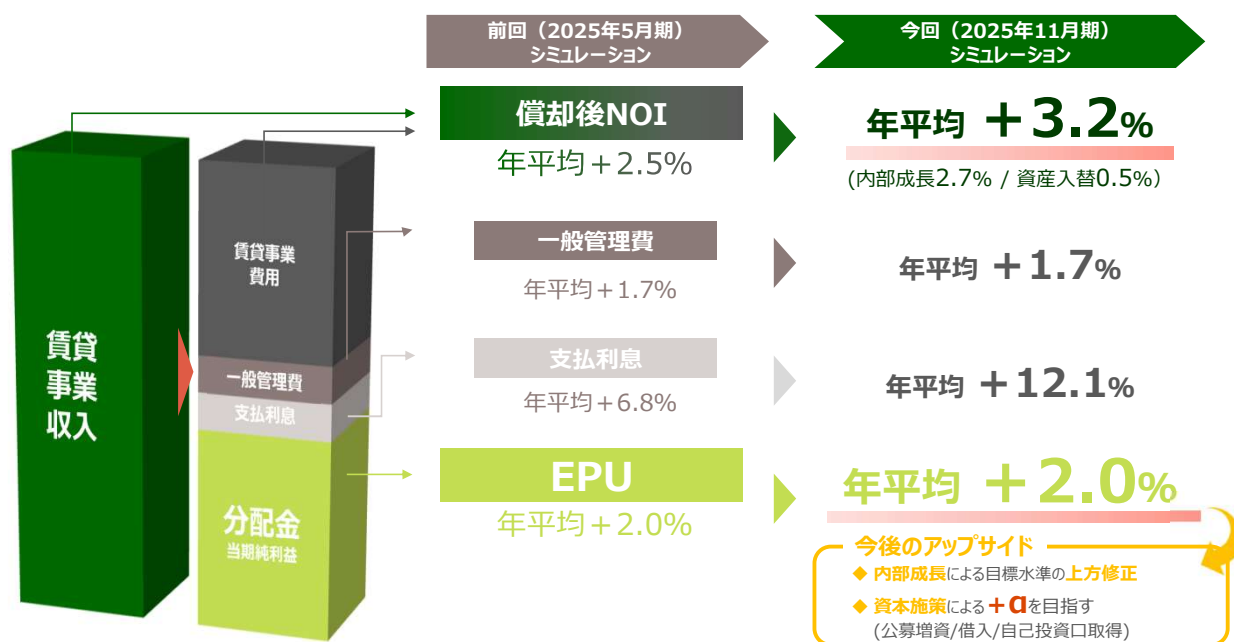 前回（2025年5月期）
シミュレーション
今回（2025年11月期）
シミュレーション
賃貸
事業
収入
賃貸事業
費用
一般管理費
支払利息
分配金
当期純利益
償却後NOI
年平均＋2.5%
年平均 ＋3.2%
(内部成長2.7% / 資産入替0.5%）
一般管理費
年平均＋1.7%
年平均 ＋1.7%
支払利息
年平均＋6.8%
年平均 ＋12.1%
EPU
年平均＋2.0%
年平均 ＋2.0%
今後のアップサイド
◆ 内部成長による目標水準の上方修正
◆ 資本施策による＋αを目指す
(公募増資/借入/自己投資口取得)